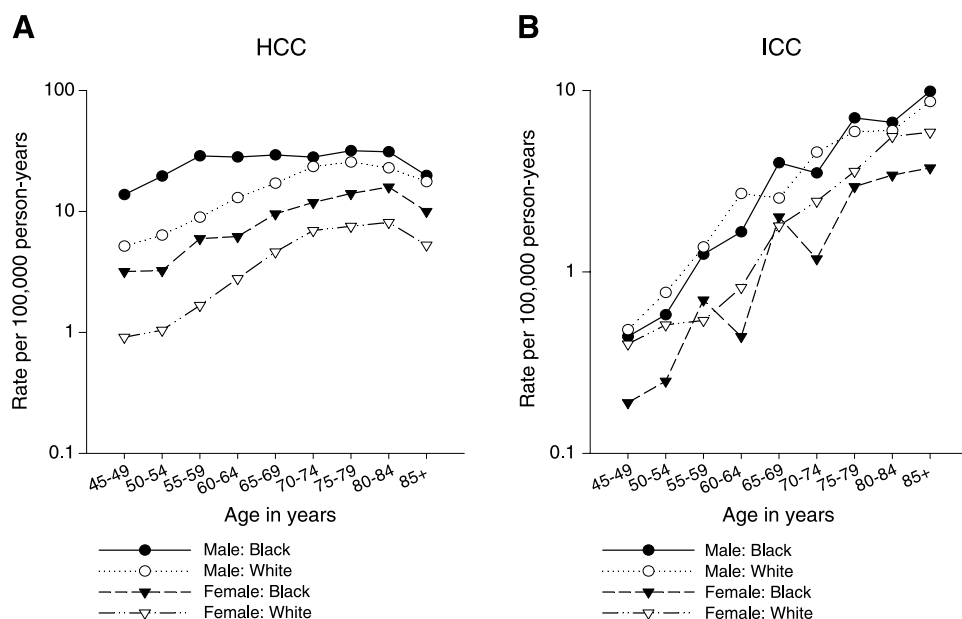 A
HCC
Rate per 100,000 person-years
100
10
1
0.1
45-49
50-54
55-59
60-64
65-69
70-74
75-79
80-84
85+
Age in years
Male: Black
Male: White
Female: Black
Female: White
B
ICC
Rate per 100,000 person-years
10
1
0.1
45-49
50-54
55-59
60-64
65-69
70-74
75-79
80-84
85+
Age in years
Male: Black
Male: White
Female: Black
Female: White